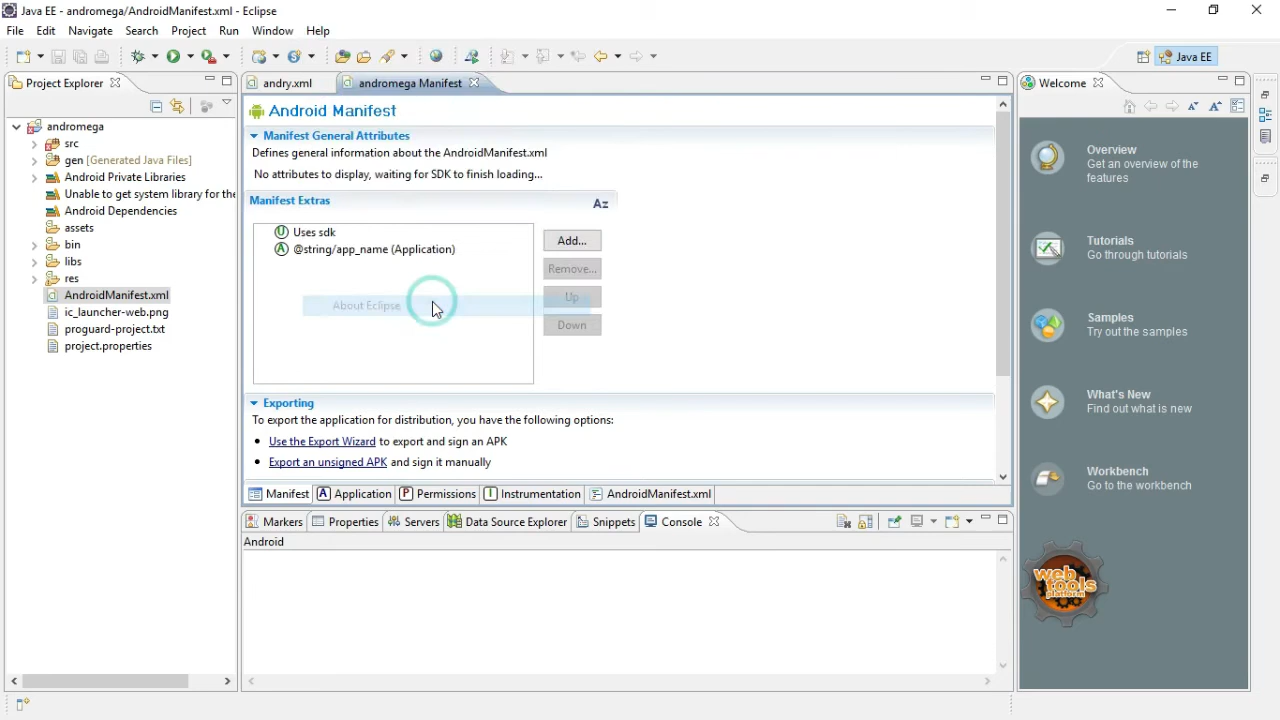 Java EE - andromega/AndroidManifest.xml - Eclipse
File Edit Navigate Search Project Run Window Help
Java EE
Project Explorer
andromega
src
gen [Generated Java Files]
Android Private Libraries
Unable to get system library for the
Android Dependencies
assets
bin
libs
res
AndroidManifest.xml
ic_launcher-web.png
proguard-project.txt
project.properties
andry.xml
andromega Manifest
Android Manifest
Manifest General Attributes
Defines general information about the AndroidManifest.xml
No attributes to display, waiting for SDK to finish loading...
Manifest Extras
Az
U Uses sdk
A @string/app_name (Application)
About Eclipse
Add...
Remove...
Up
Down
Exporting
To export the application for distribution, you have the following options:
• Use the Export Wizard to export and sign an APK
• Export an unsigned APK and sign it manually
Manifest A Application P Permissions I Instrumentation AndroidManifest.xml
Markers Properties Servers Data Source Explorer Snippets Console
Android
Welcome
Overview
Get an overview of the
features
Tutorials
Go through tutorials
Samples
Try out the samples
What's New
Find out what is new
Workbench
Go to the workbench
web
tools
platform